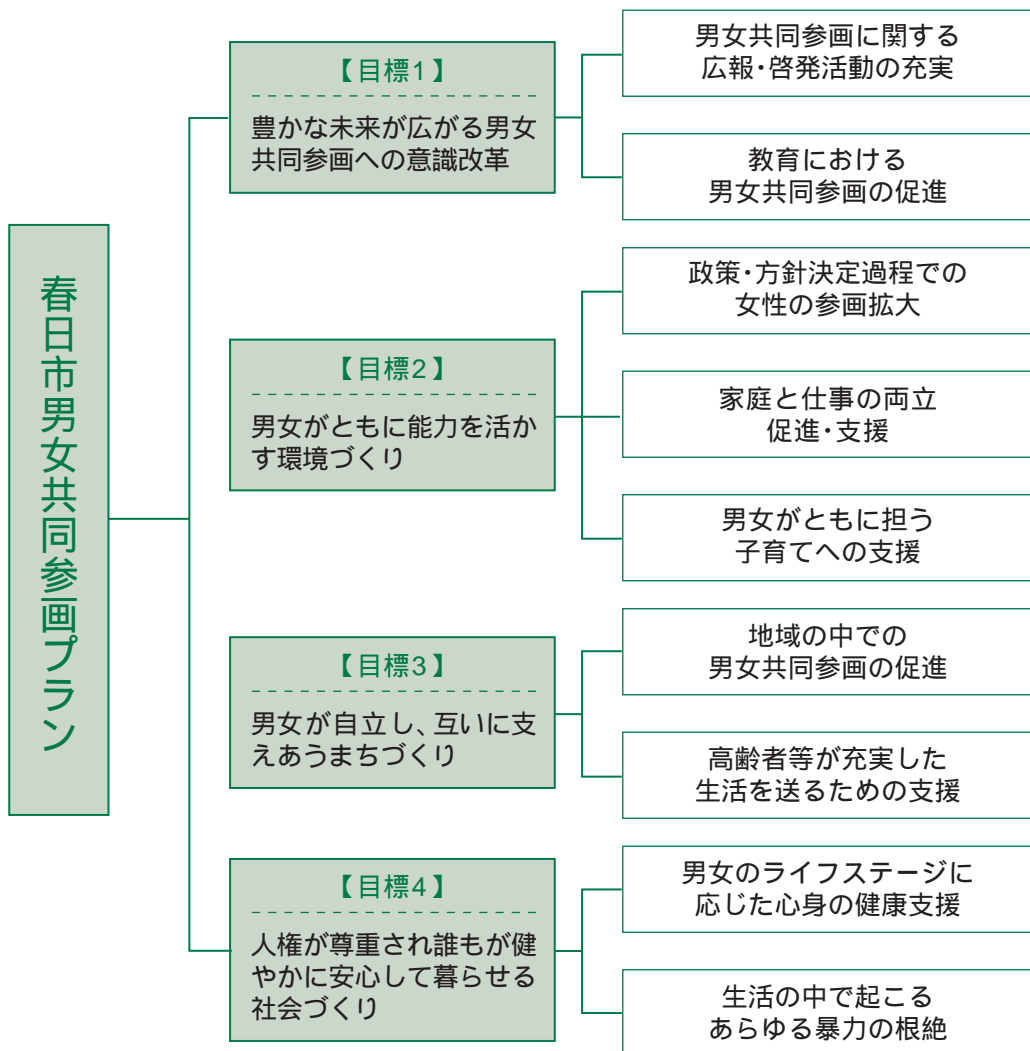 春日市男女共同参画プラン
【目標1】
豊かな未来が広がる男女
共同参画への意識改革
男女共同参画に関する
広報・啓発活動の充実
教育における
男女共同参画の促進
【目標2】
男女がともに能力を活か
す環境づくり
政策・方針決定過程での
女性の参画拡大
家庭と仕事の両立
促進・支援
男女がともに担う
子育てへの支援
【目標3】
男女が自立し、互いに支
えあうまちづくり
地域の中での
男女共同参画の促進
高齢者等が充実した
生活を送るための支援
【目標4】
人権が尊重され誰もが健
やかに安心して暮らせる
社会づくり
男女のライフステージに
応じた心身の健康支援
生活の中で起こる
あらゆる暴力の根絶